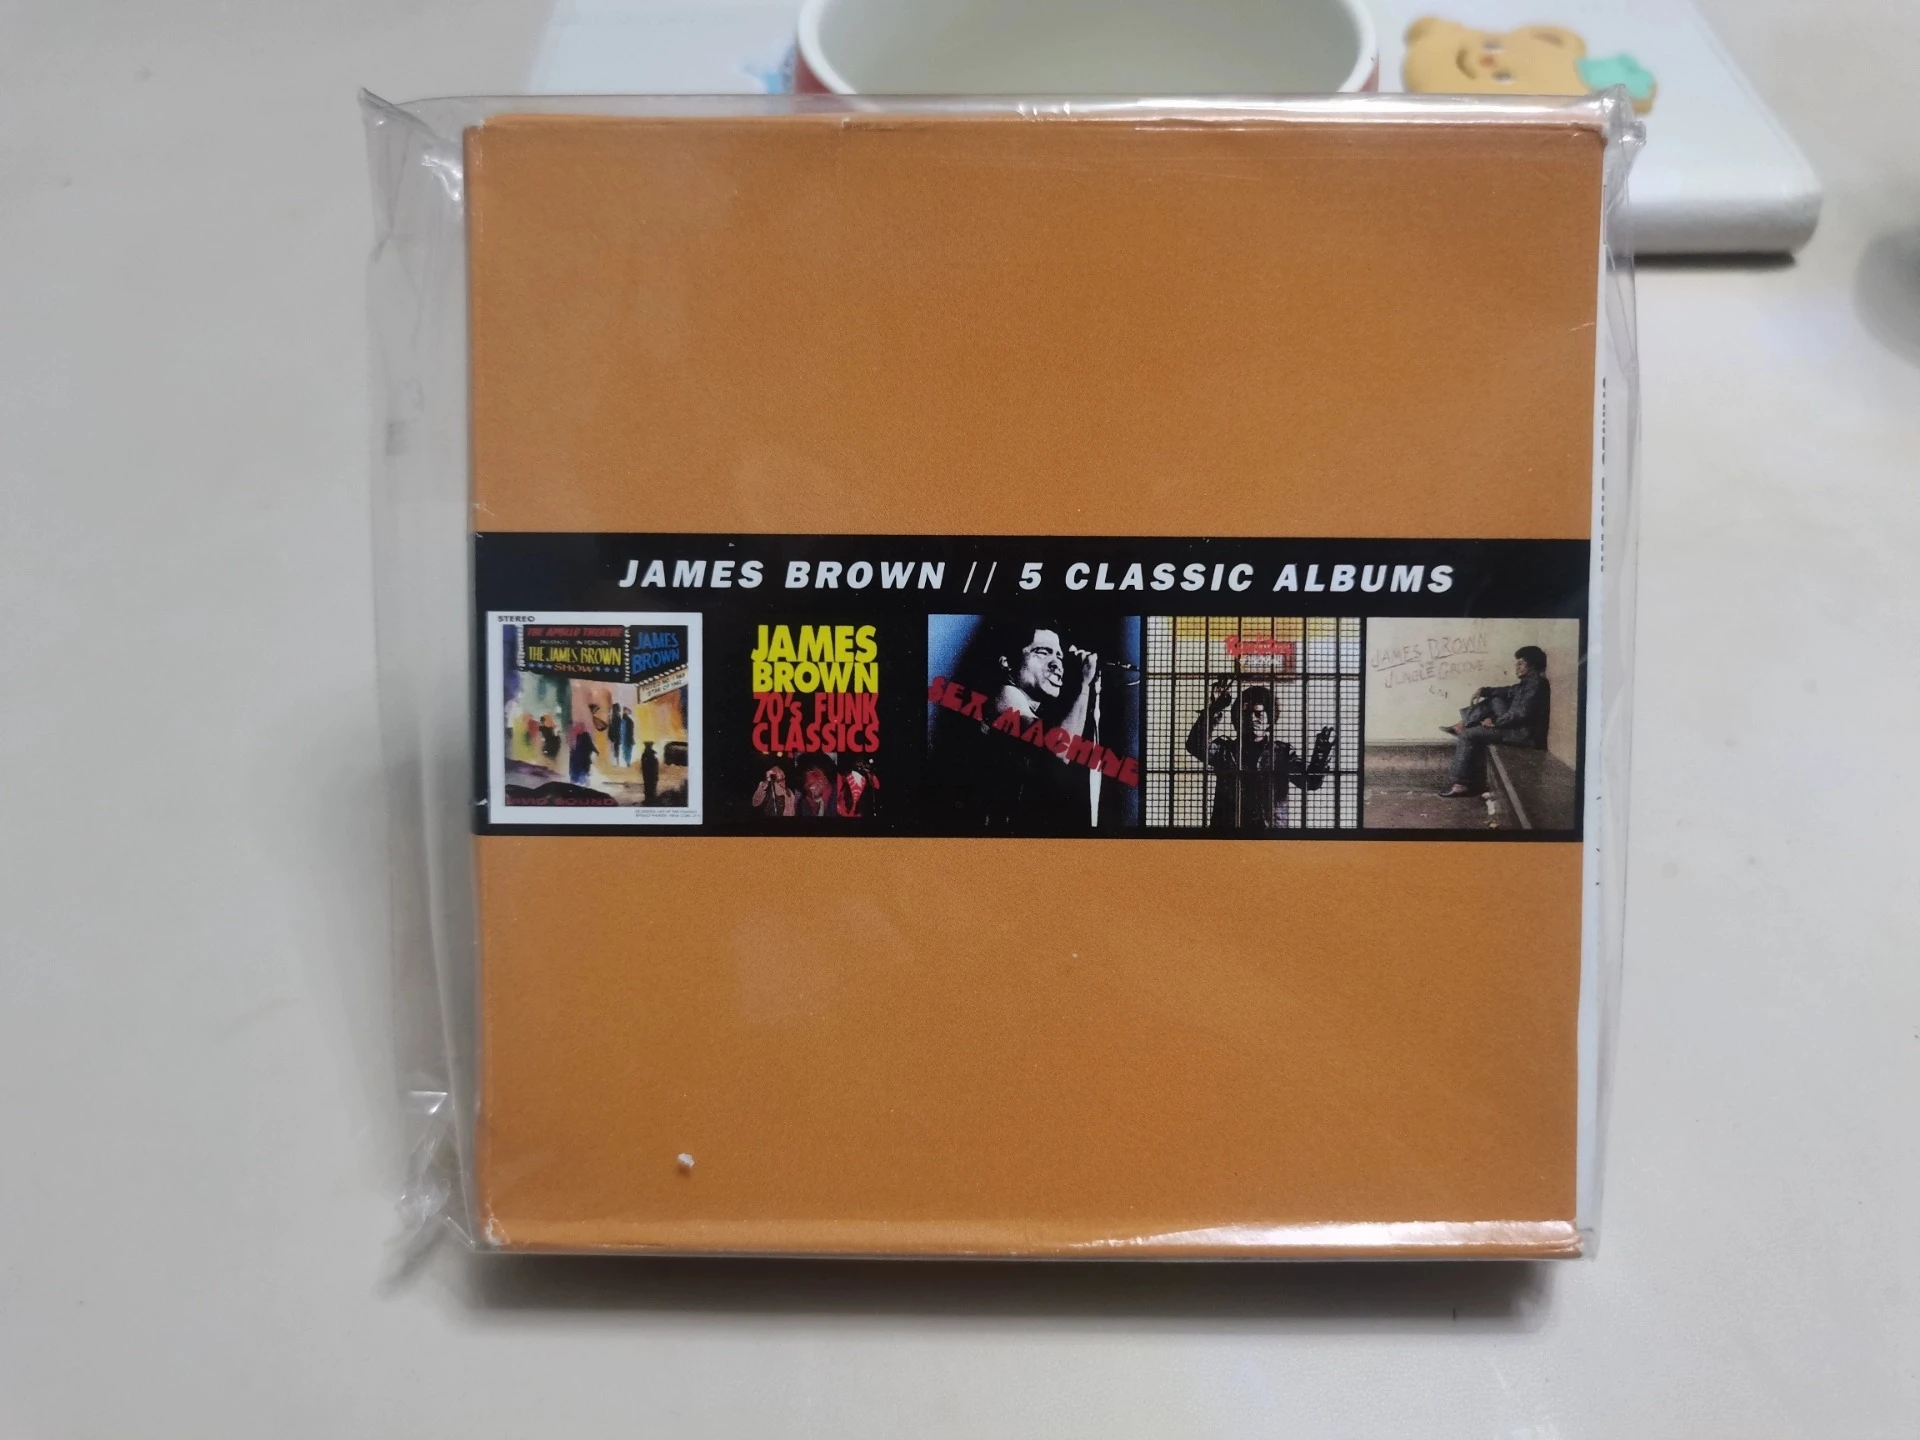 JAMES BROWN // 5 CLASSIC ALBUMS
STEREO
THE APOLLO THEATRE
THE JAMES BROWN
SHOW
JAMES
BROWN
JAMES
BROWN
70's FUNK
CLASSICS
SEX MACHINE
JAMES BROWN
JUNGLE GROOVE